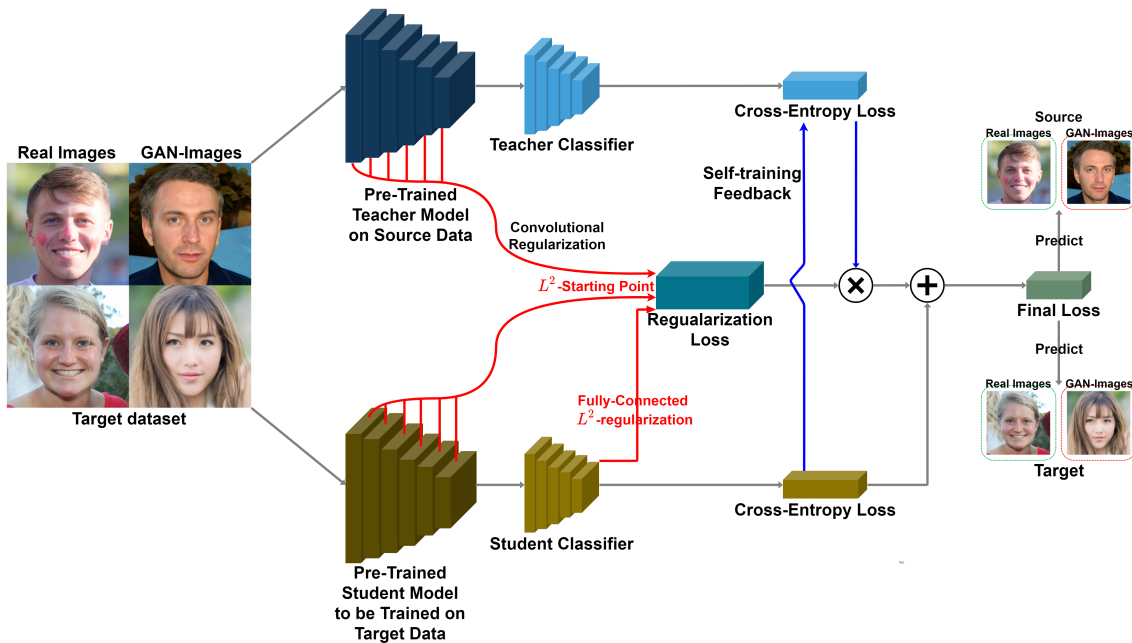 Real Images
GAN-Images
Target dataset
Pre-Trained
Teacher Model
on Source Data
Teacher Classifier
Convolutional
Regularization
L²-Starting Point
Regualarization
Loss
Fully-Connected
L²-regularization
Pre-Trained
Student Model
to be Trained on
Target Data
Student Classifier
Cross-Entropy Loss
Self-training
Feedback
Cross-Entropy Loss
Source
Real Images
GAN-Images
Predict
Final Loss
Predict
Real Images
GAN-Images
Target